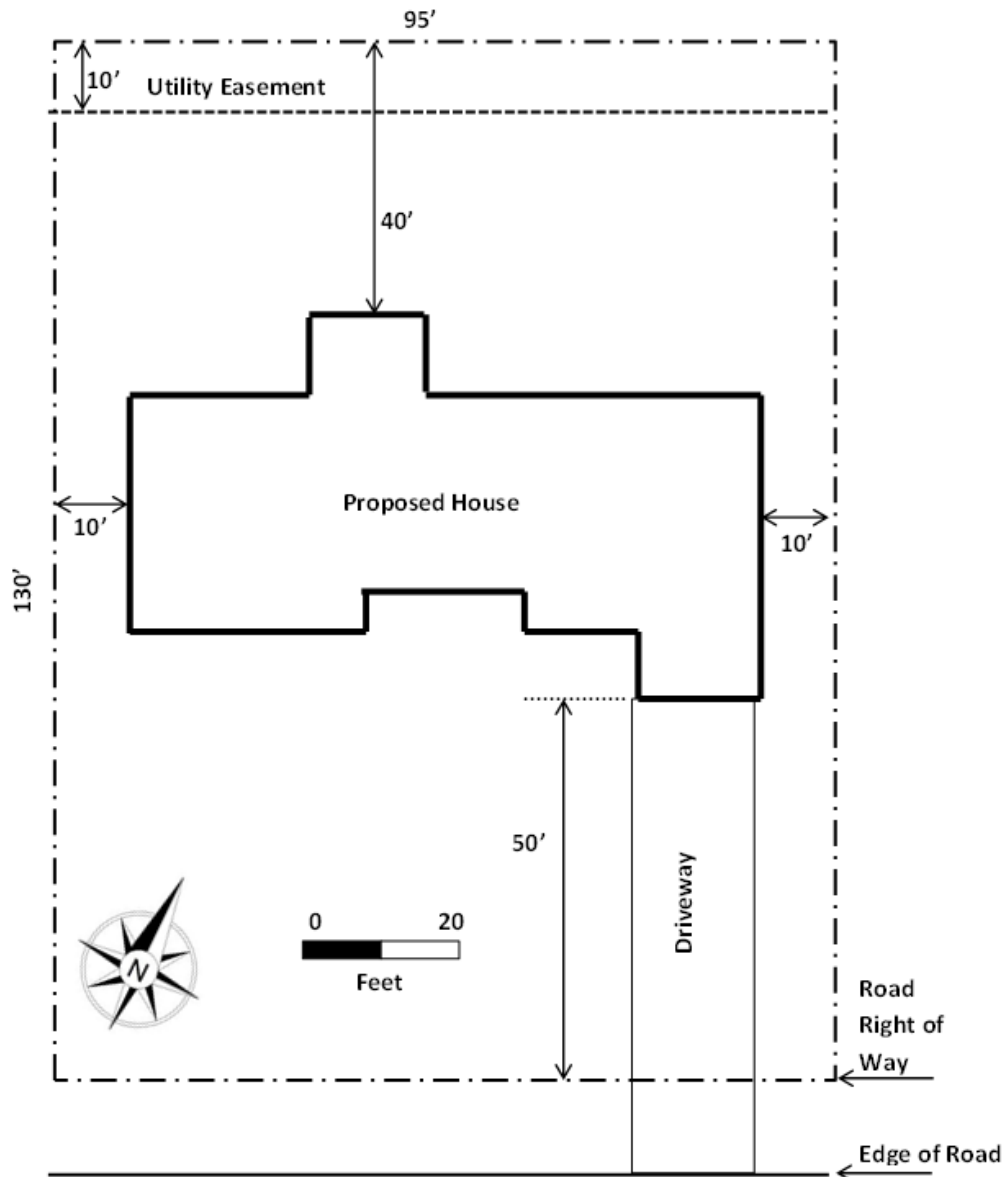 95’
10’
Utility Easement
40’
Proposed House
10’
10’
130’
50’
Driveway
0 20
Feet
N
Road
Right of
Way
Edge of Road